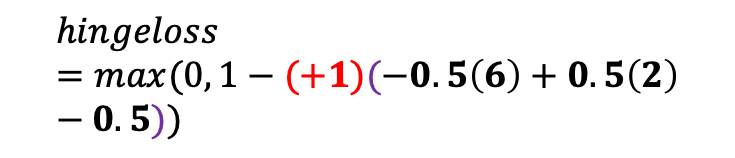 hingeloss
= max(0, 1 − (+1)(−0.5(6) + 0.5(2)
− 0.5))